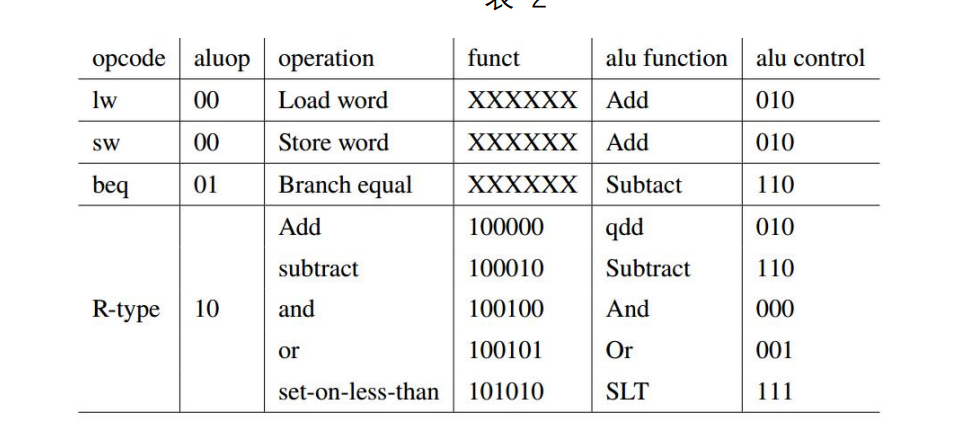 表 2
opcode aluop operation funct alu function alu control
lw 00 Load word XXXXXX Add 010
sw 00 Store word XXXXXX Add 010
beq 01 Branch equal XXXXXX Subtact 110
Add 100000 qdd 010
subtract 100010 Subtract 110
R-type 10 and 100100 And 000
or 100101 Or 001
set-on-less-than 101010 SLT 111